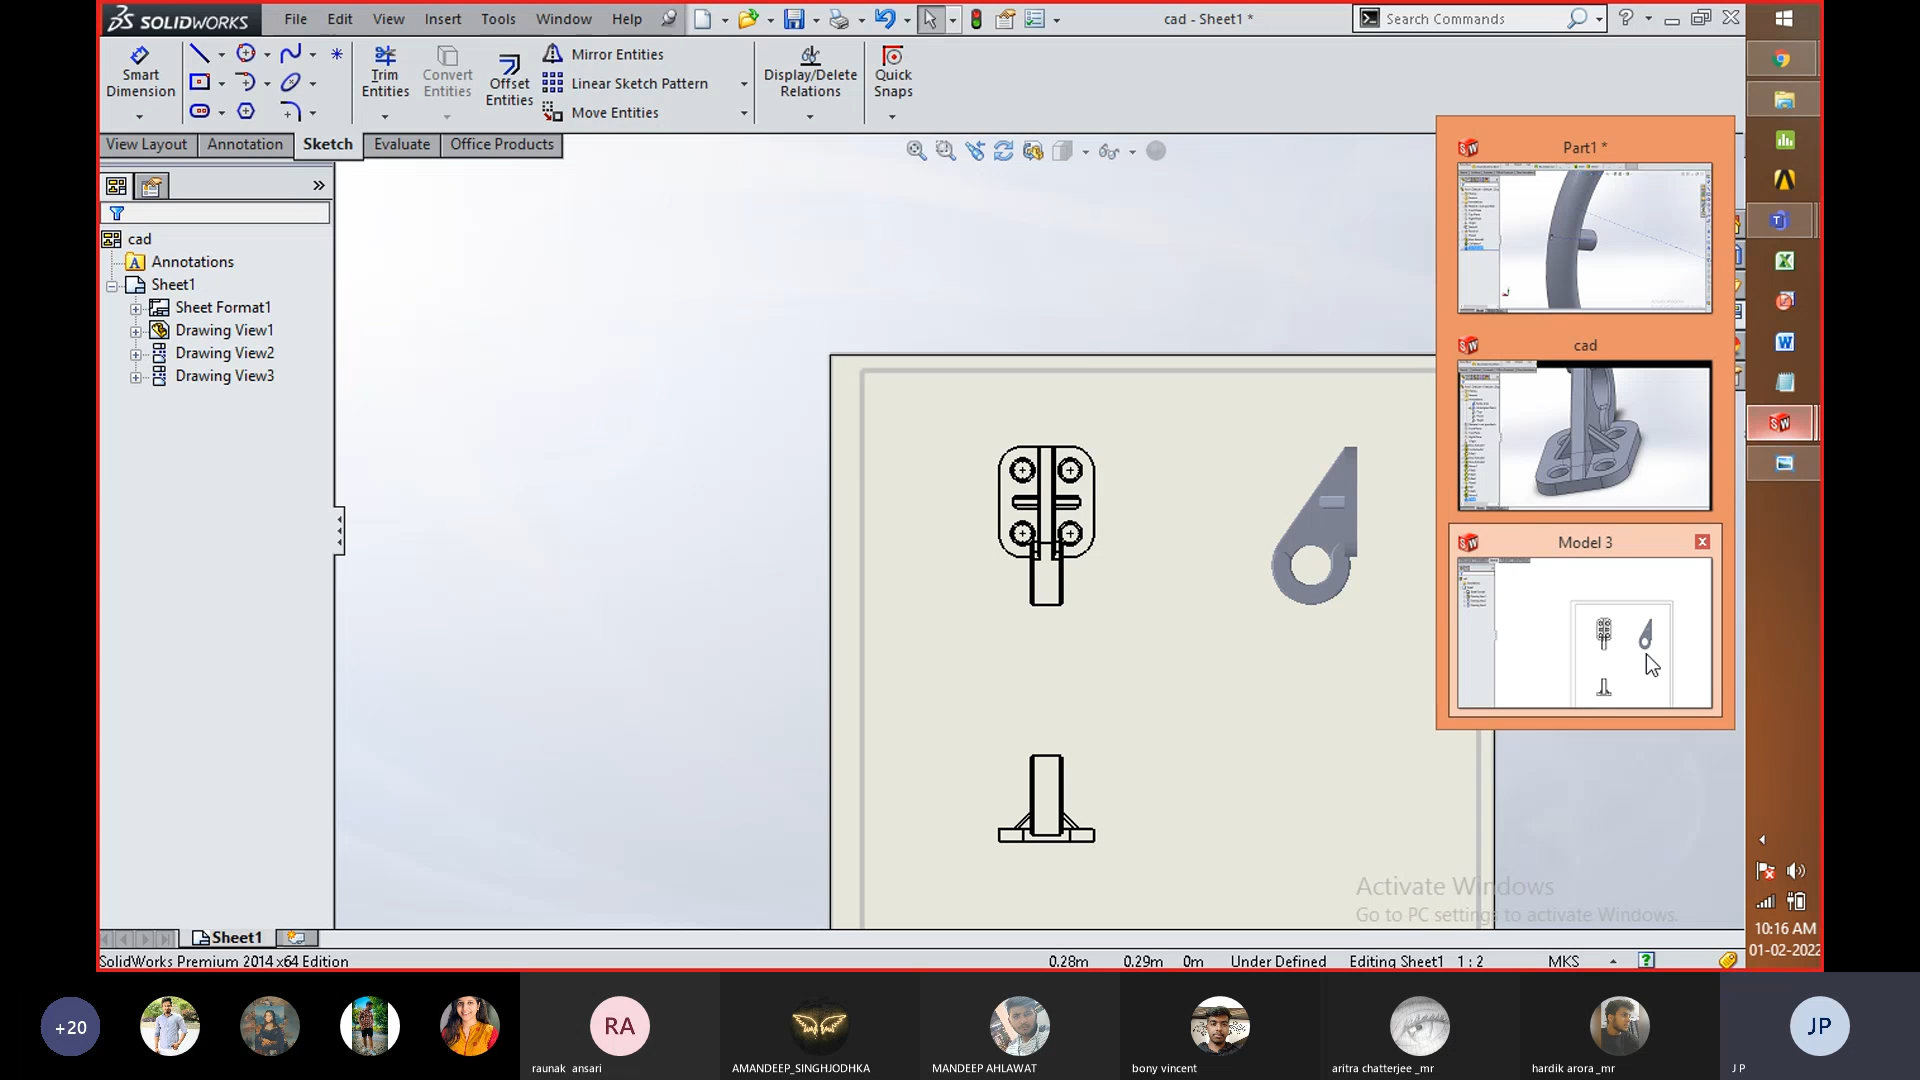 SOLIDWORKS
File Edit View Insert Tools Window Help
cad - Sheet1 *
Search Commands
Smart Dimension
Trim Entities
Convert Entities
Offset Entities
Mirror Entities
Linear Sketch Pattern
Move Entities
Display/Delete Relations
Quick Snaps
View Layout Annotation Sketch Evaluate Office Products
cad
Annotations
Sheet1
Sheet Format1
Drawing View1
Drawing View2
Drawing View3
Part1 *
cad
Model 3
Activate Windows
Go to PC settings to activate Windows.
Sheet1
SolidWorks Premium 2014 x64 Edition
0.28m 0.29m 0m Under Defined Editing Sheet1 1 : 2 MKS
10:16 AM
01-02-2022
+20
RA
JP
raunak ansari
AMANDEEP_SINGHJODHKA
MANDEEP AHLAWAT
bony vincent
aritra chatterjee _mr
hardik arora _mr
J P